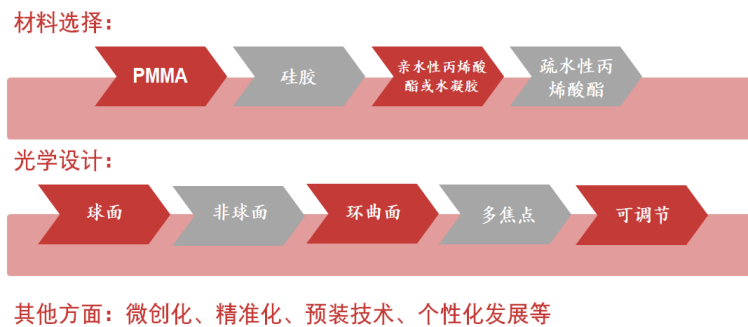 材料选择:
PMMA
硅胶
亲水性丙烯酸
酯或水凝胶
疏水性丙
烯酸酯
光学设计:
球面
非球面
环曲面
多焦点
可调节
其他方面: 微创化、精准化、预装技术、个性化发展等